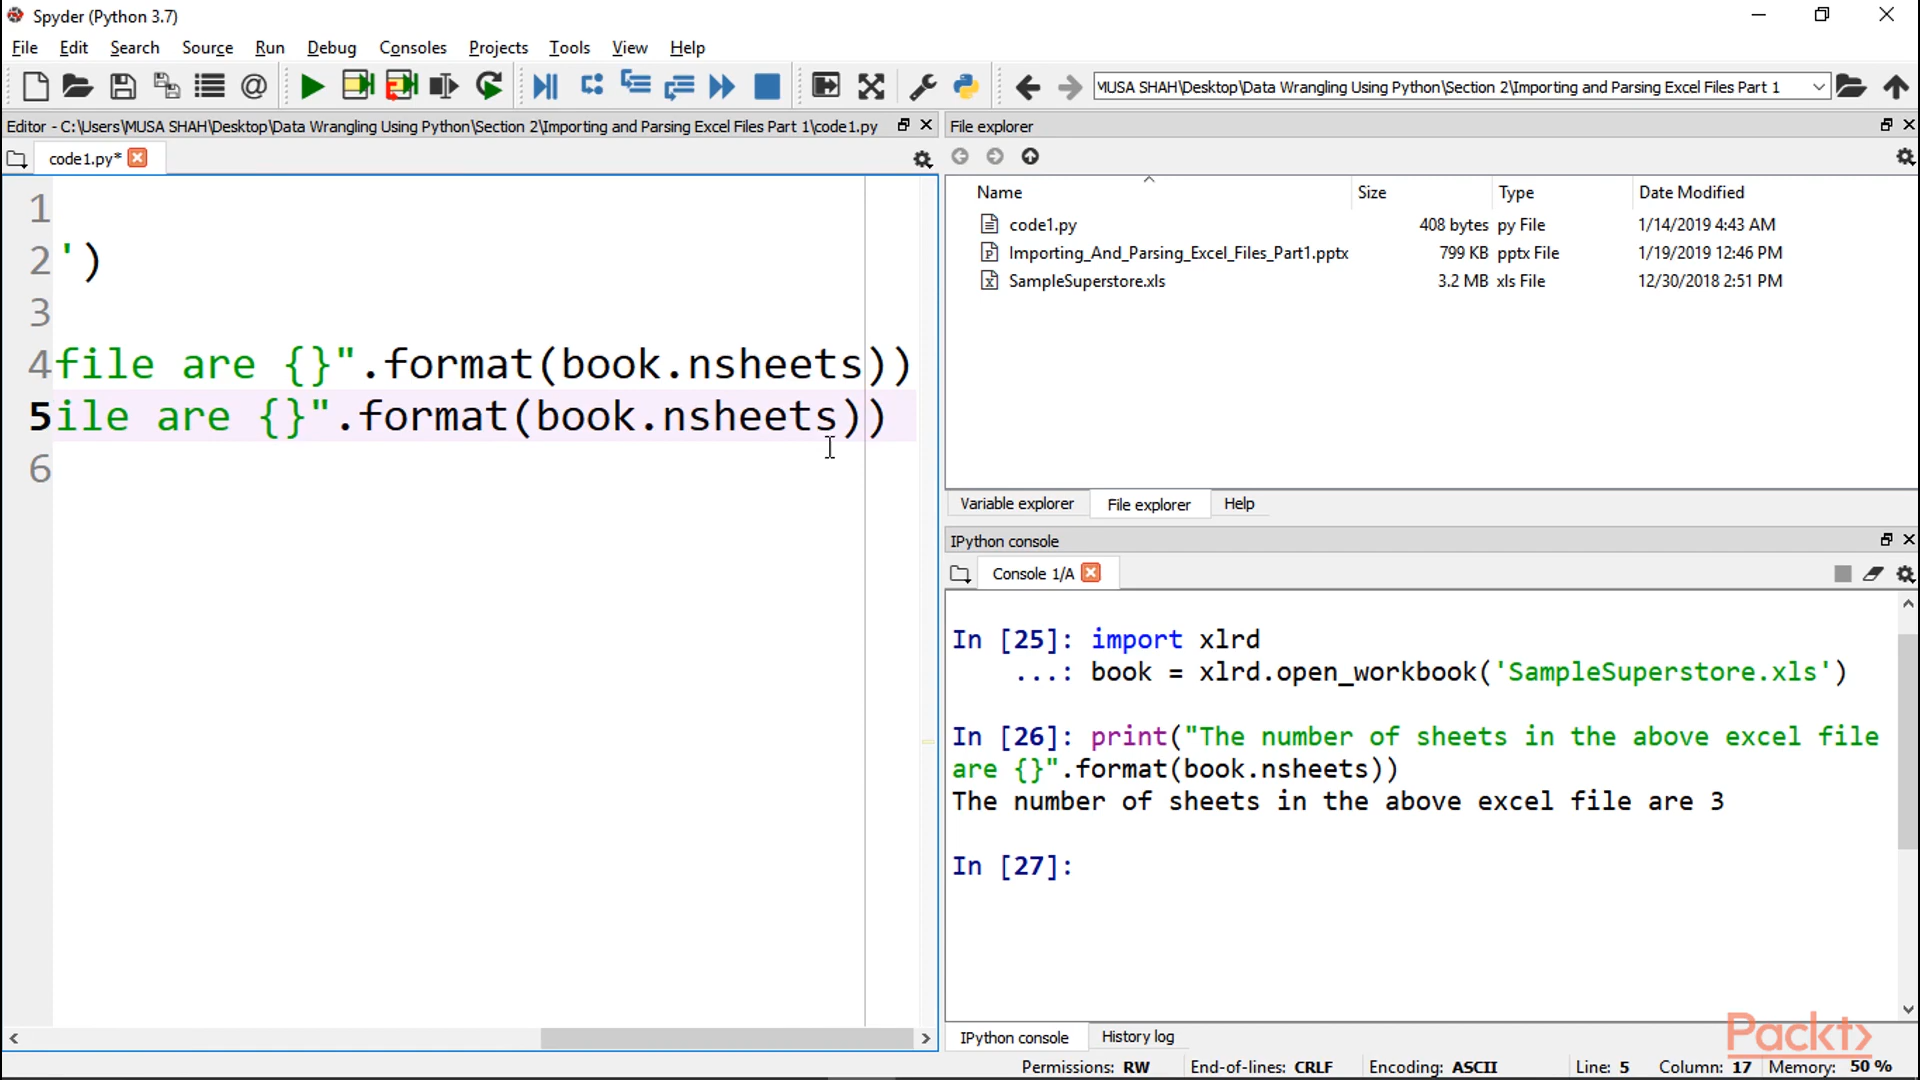 Spyder (Python 3.7)
File Edit Search Source Run Debug Consoles Projects Tools View Help
MUSA SHAH\Desktop\Data Wrangling Using Python\Section 2\Importing and Parsing Excel Files Part 1
Editor - C:\Users\MUSA SHAH\Desktop\Data Wrangling Using Python\Section 2\Importing and Parsing Excel Files Part 1\code1.py
code1.py*
1
2 ')
3
4 file are {}".format(book.nsheets))
5 ile are {}".format(book.nsheets))
6
File explorer
Name Size Type Date Modified
code1.py 408 bytes py File 1/14/2019 4:43 AM
Importing_And_Parsing_Excel_Files_Part1.pptx 799 KB pptx File 1/19/2019 12:46 PM
SampleSuperstore.xls 3.2 MB xls File 12/30/2018 2:51 PM
Variable explorer File explorer Help
IPython console
Console 1/A
In [25]: import xlrd
...: book = xlrd.open_workbook('SampleSuperstore.xls')
In [26]: print("The number of sheets in the above excel file
are {}".format(book.nsheets))
The number of sheets in the above excel file are 3
In [27]:
Packt>
IPython console History log
Permissions: RW End-of-lines: CRLF Encoding: ASCII Line: 5 Column: 17 Memory: 50 %